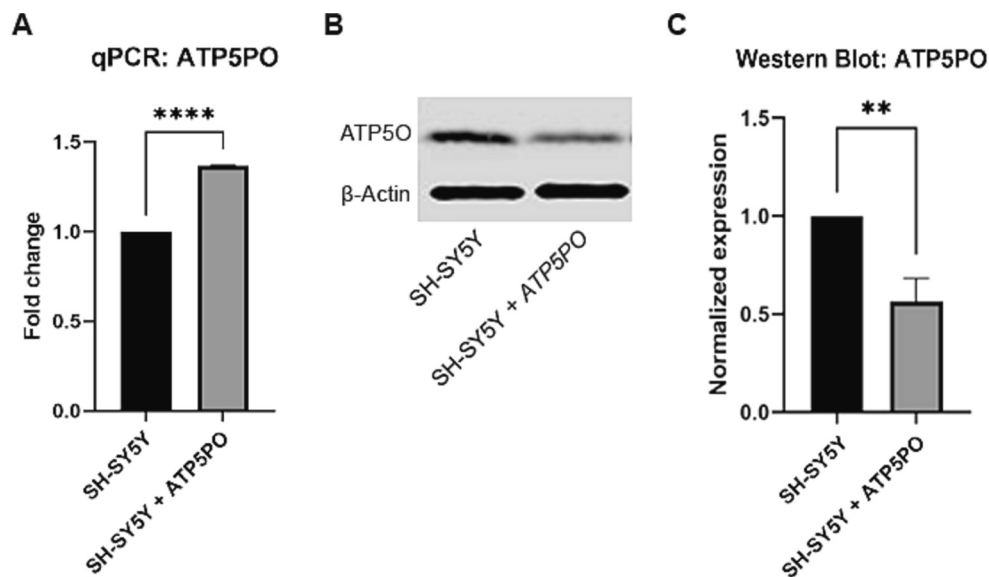 A
qPCR: ATP5PO
****
Fold change
1.5
1.0
0.5
0.0
SH-SY5Y
SH-SY5Y + ATP5PO
B
ATP5O
β-Actin
SH-SY5Y
SH-SY5Y + ATP5PO
C
Western Blot: ATP5PO
**
Normalized expression
1.5
1.0
0.5
0.0
SH-SY5Y
SH-SY5Y + ATP5PO